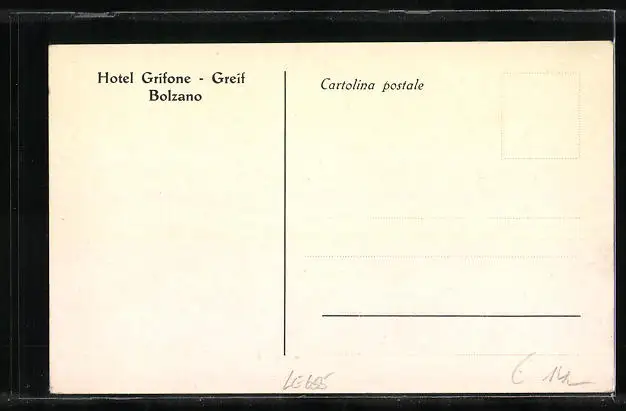 Hotel Grifone - Greif
Bolzano
Cartolina postale